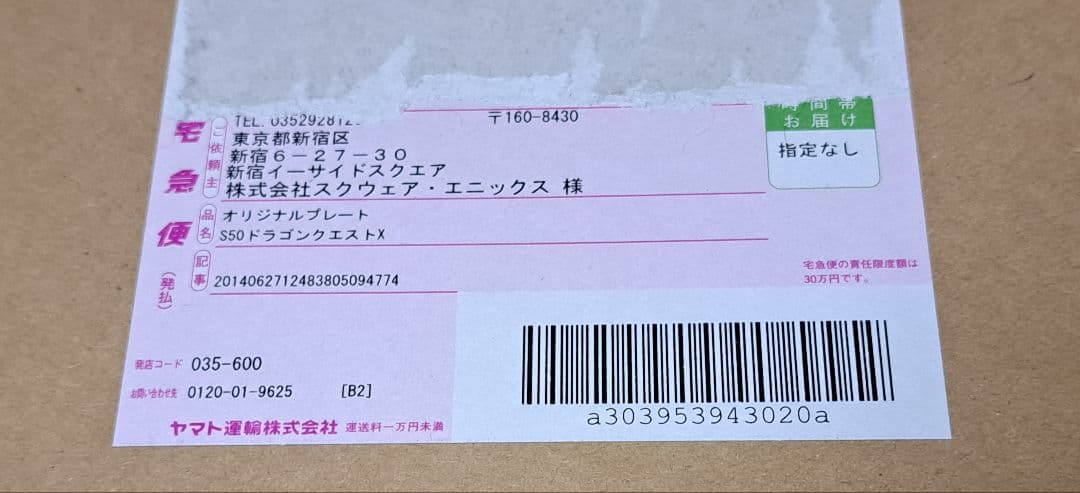 時間帯
お届け
指定なし
宅急便
(発払)
ご依頼主
TEL. 035292812
〒160-8430
東京都新宿区
新宿6-27-30
新宿イーサイドスクエア
株式会社スクウェア・エニックス 様
品名
オリジナルプレート
S50ドラゴンクエストX
記事
2014062712483805094774
宅急便の責任限度額は
30万円です。
発店コード 035-600
お問い合わせ先 0120-01-9625 [B2]
ヤマト運輸株式会社 運送料一万円未満
a303953943020a